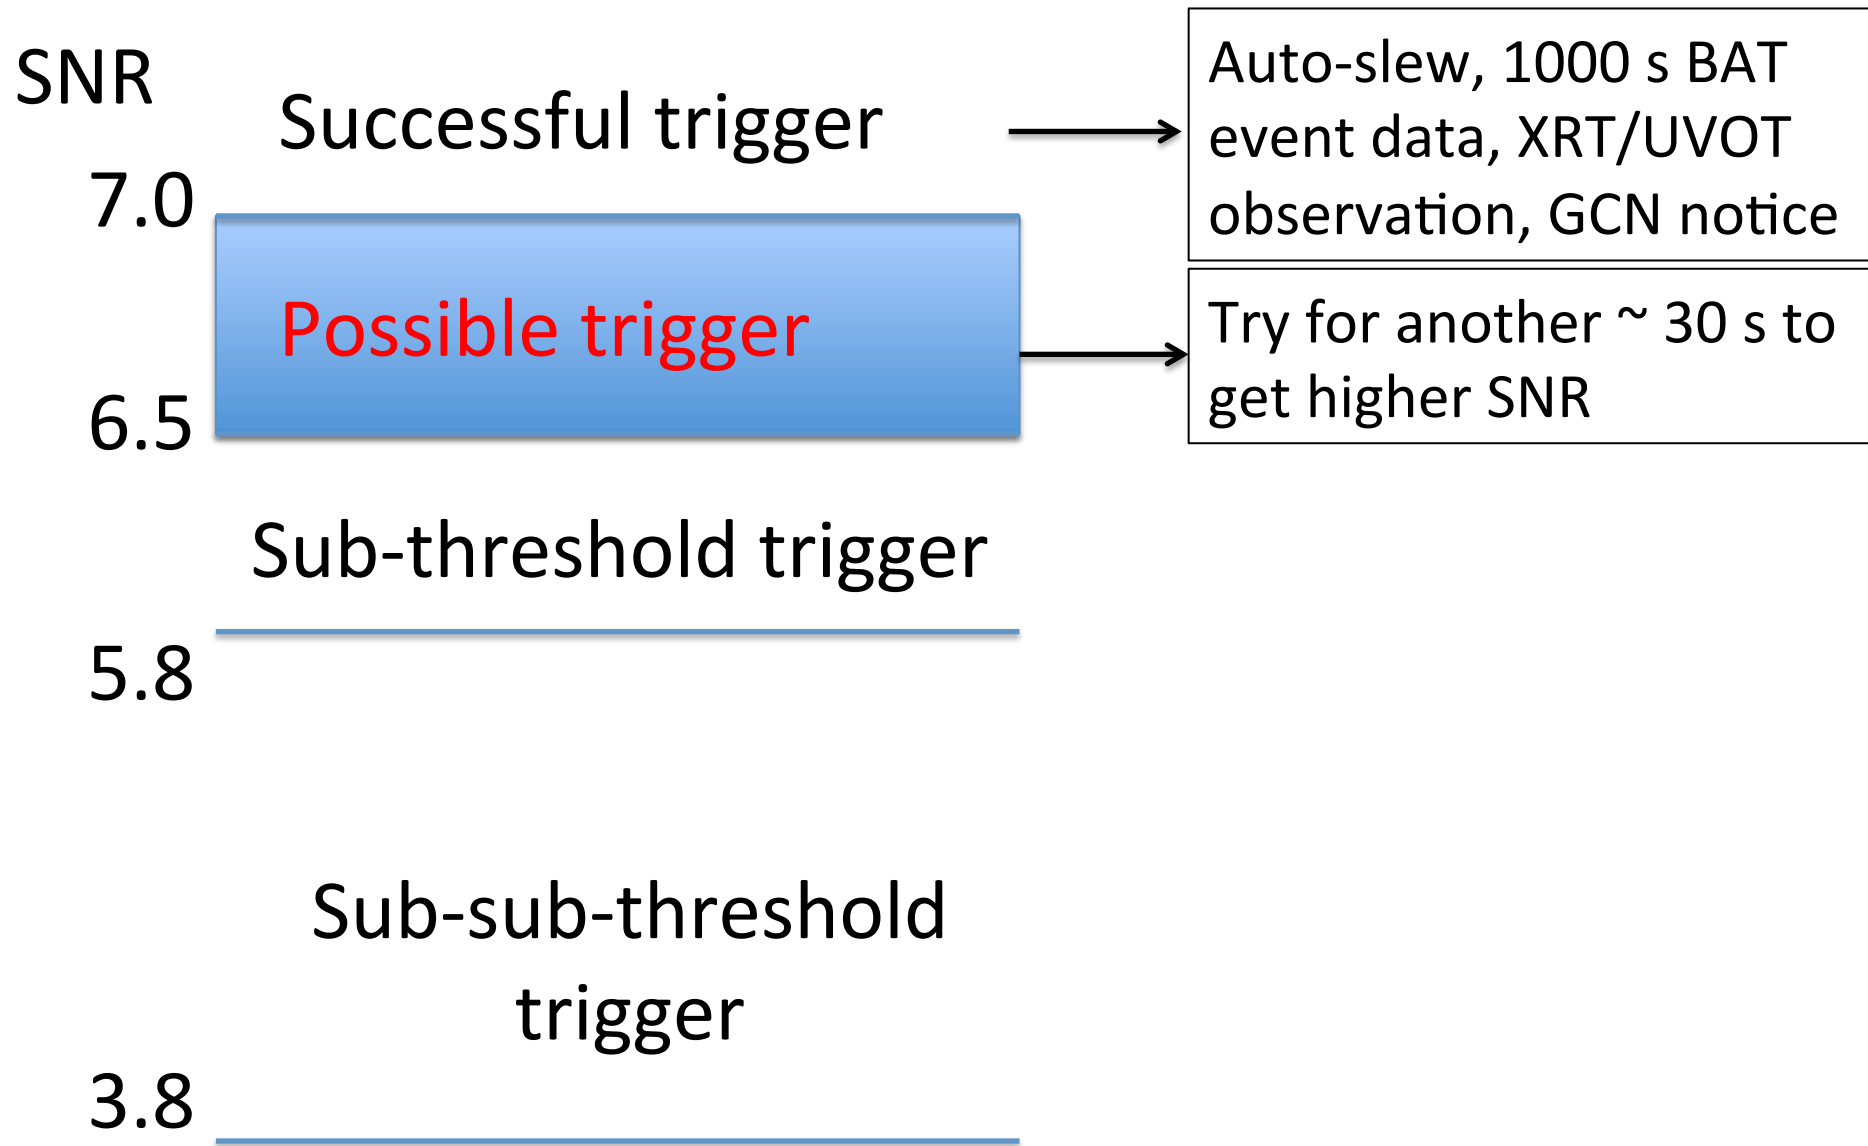 SNR
Successful trigger
Auto-slew, 1000 s BAT
event data, XRT/UVOT
observation, GCN notice
7.0
Possible trigger
Try for another ~ 30 s to
get higher SNR
6.5
Sub-threshold trigger
5.8
Sub-sub-threshold
trigger
3.8